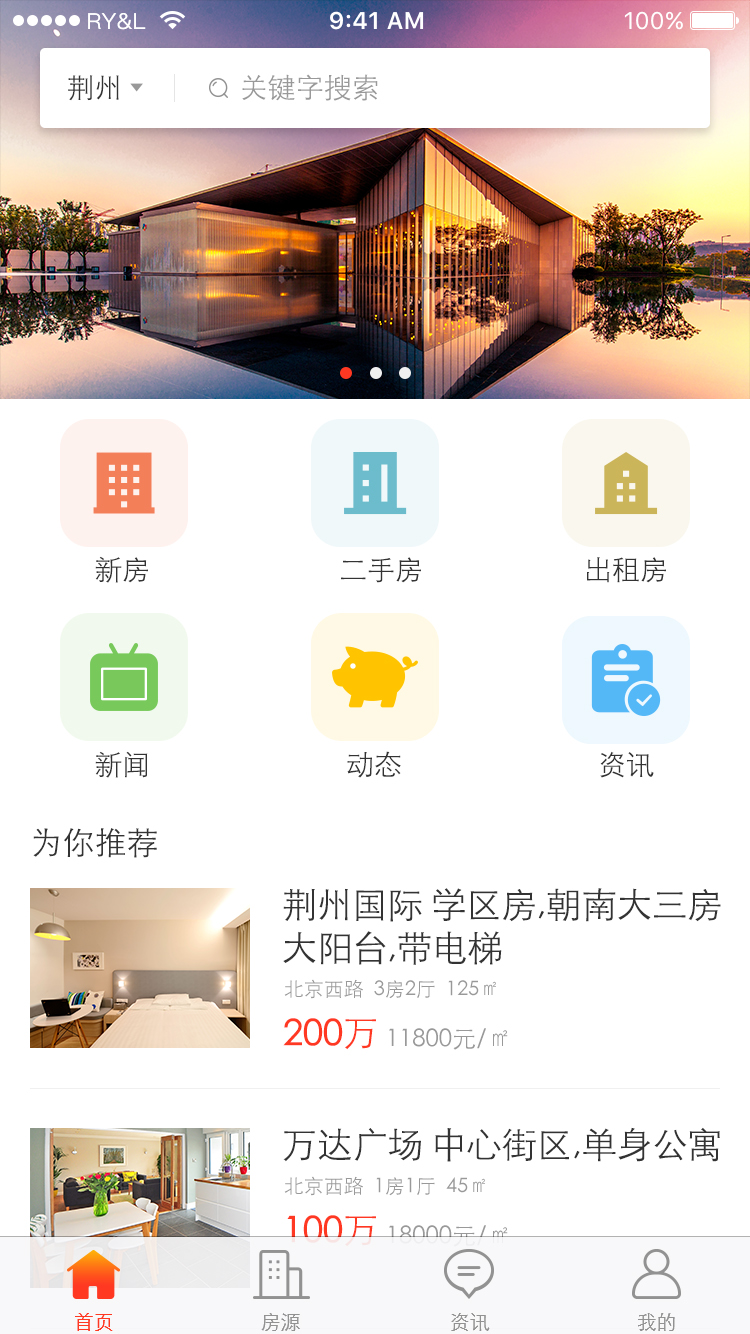 RY&L 9:41 AM 100%
荆州 关键字搜索
新房 二手房 出租房
新闻 动态 资讯
为你推荐
荆州国际 学区房,朝南大三房
大阳台,带电梯
北京西路 3房2厅 125㎡
200万 11800元/㎡
万达广场 中心街区,单身公寓
北京西路 1房1厅 45㎡
100万 18000元/㎡
首页 房源 资讯 我的